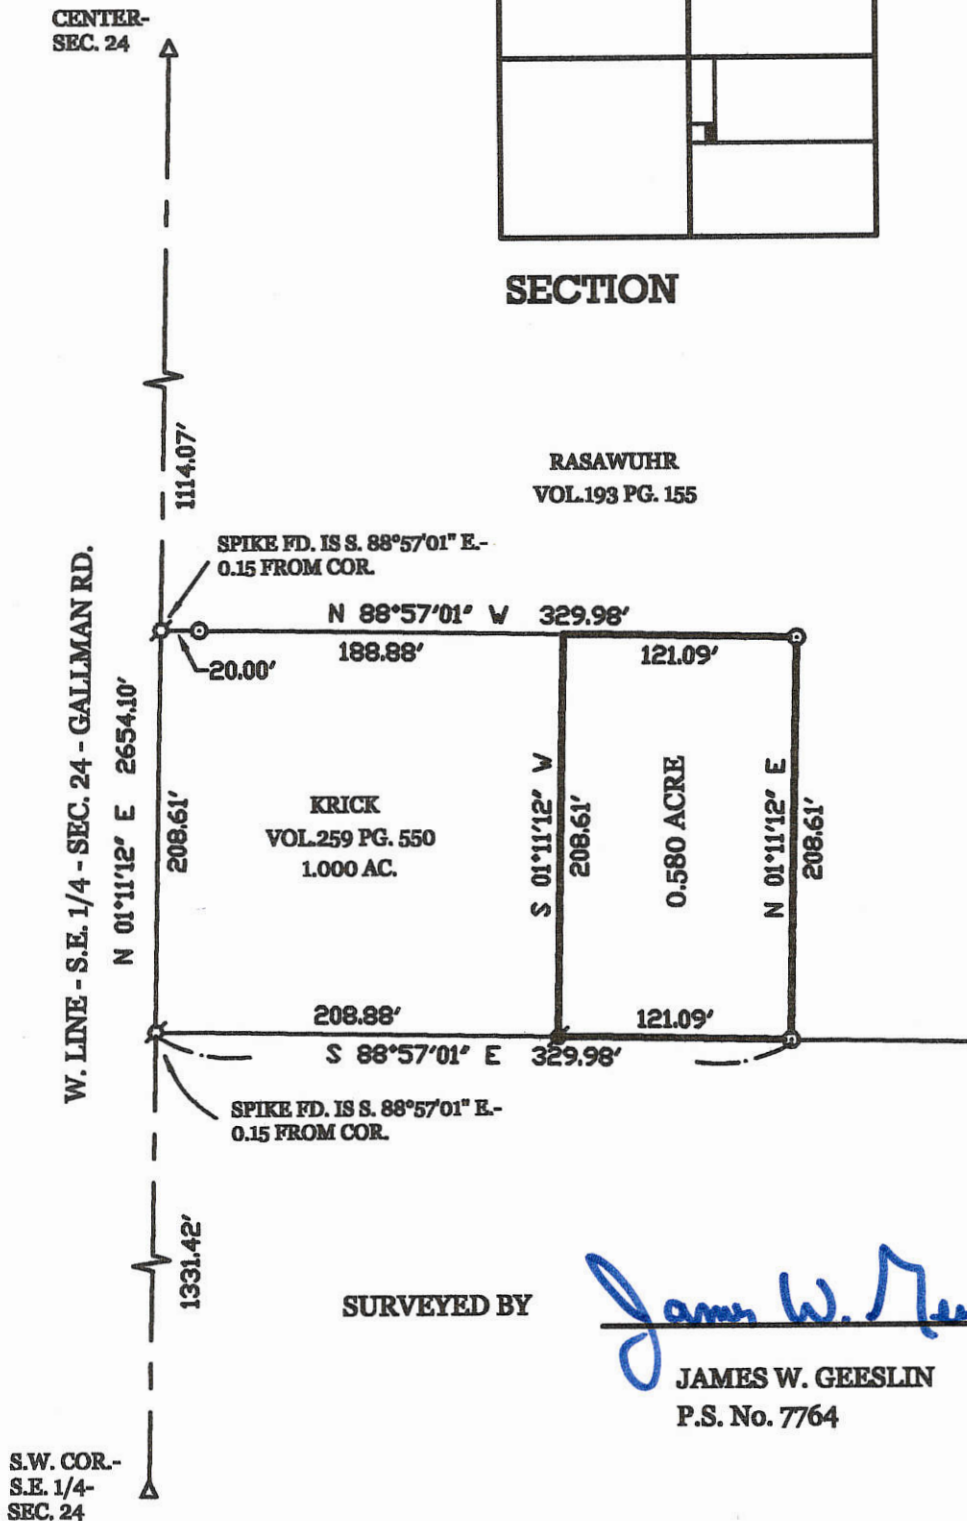 CENTER-
SEC. 24
SECTION
1114.07'
RASAWUHR
VOL.193 PG. 155
SPIKE FD. IS S. 88°57'01" E.-
0.15 FROM COR.
N 88°57'01" W 329.98'
188.88'
121.09'
20.00'
W. LINE - S.E. 1/4 - SEC. 24 - GALLMAN RD.
N 01°11'12" E 2654.10'
208.61'
KRICK
VOL.259 PG. 550
1.000 AC.
S 01°11'12" W
208.61'
0.580 ACRE
N 01°11'12" E
208.61'
208.88'
121.09'
S 88°57'01" E 329.98'
SPIKE FD. IS S. 88°57'01" E.-
0.15 FROM COR.
1331.42'
SURVEYED BY
James W.
JAMES W. GEESLIN
P.S. No. 7764
S.W. COR.-
S.E. 1/4-
SEC. 24